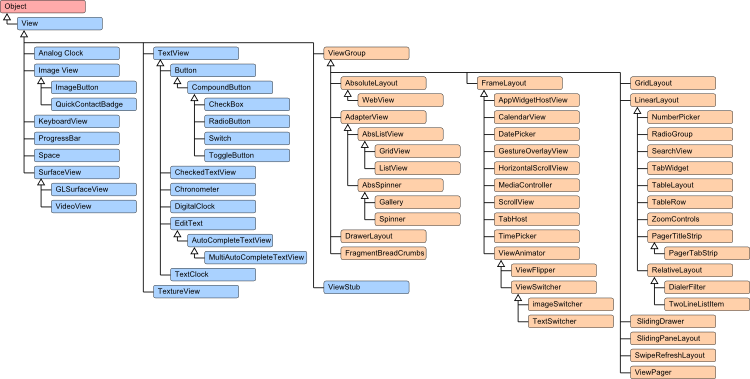 Object
View
Analog Clock
Image View
ImageButton
QuickContactBadge
KeyboardView
ProgressBar
Space
SurfaceView
GLSurfaceView
VideoView
TextView
Button
CompoundButton
CheckBox
RadioButton
Switch
ToggleButton
CheckedTextView
Chronometer
DigitalClock
EditText
AutoCompleteTextView
MultiAutoCompleteTextView
TextClock
TextureView
ViewGroup
AbsoluteLayout
WebView
AdapterView
AbsListView
GridView
ListView
AbsSpinner
Gallery
Spinner
DrawerLayout
FragmentBreadCrumbs
ViewStub
FrameLayout
AppWidgetHostView
CalendarView
DatePicker
GestureOverlayView
HorizontalScrollView
MediaController
ScrollView
TabHost
TimePicker
ViewAnimator
ViewFlipper
ViewSwitcher
imageSwitcher
TextSwitcher
GridLayout
LinearLayout
NumberPicker
RadioGroup
SearchView
TabWidget
TableLayout
TableRow
ZoomControls
PagerTitleStrip
PagerTabStrip
RelativeLayout
DialerFilter
TwoLineListItem
SlidingDrawer
SlidingPaneLayout
SwipeRefreshLayout
ViewPager